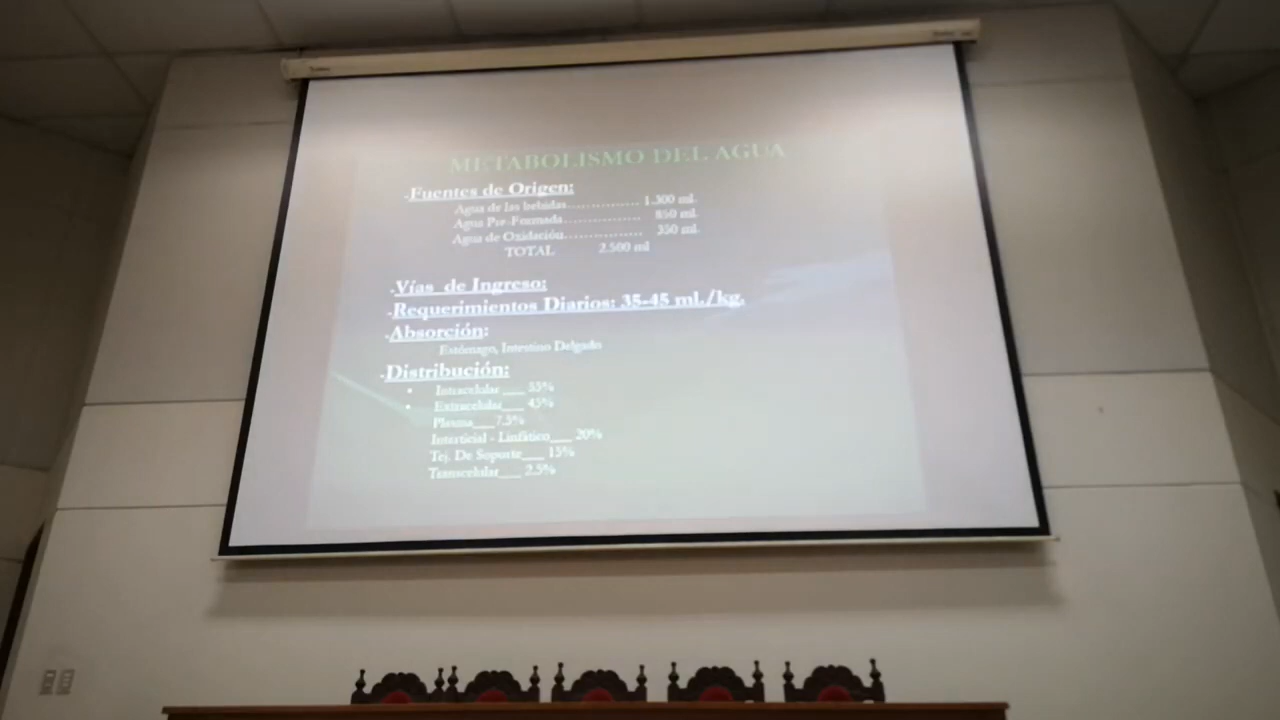 METABOLISMO DEL AGUA
-Fuentes de Origen:
Agua de las bebidas.............. 1.300 ml.
Agua Pre-Formada............... 850 ml.
Agua de Oxidación............... 350 ml.
TOTAL 2.500 ml
-Vías de Ingreso:
-Requerimientos Diarios: 35-45 ml./kg.
-Absorción:
Estómago, Intestino Delgado
-Distribución:
• Intracelular___ 55%
• Extracelular___ 45%
Plasma___7.5%
Intersticial - Linfático___ 20%
Tej. De Soporte___ 15%
Transcelular___ 2.5%